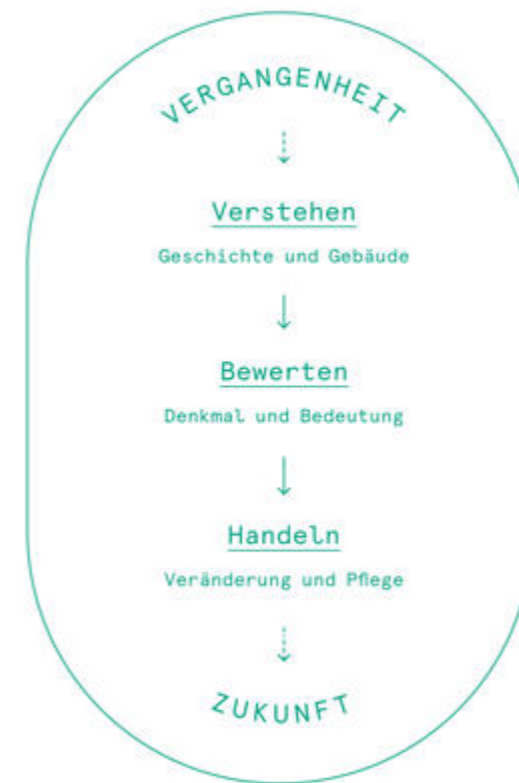 VERGANGENHEIT
Verstehen
Geschichte und Gebäude
Bewerten
Denkmal und Bedeutung
Handeln
Veränderung und Pflege
ZUKUNFT